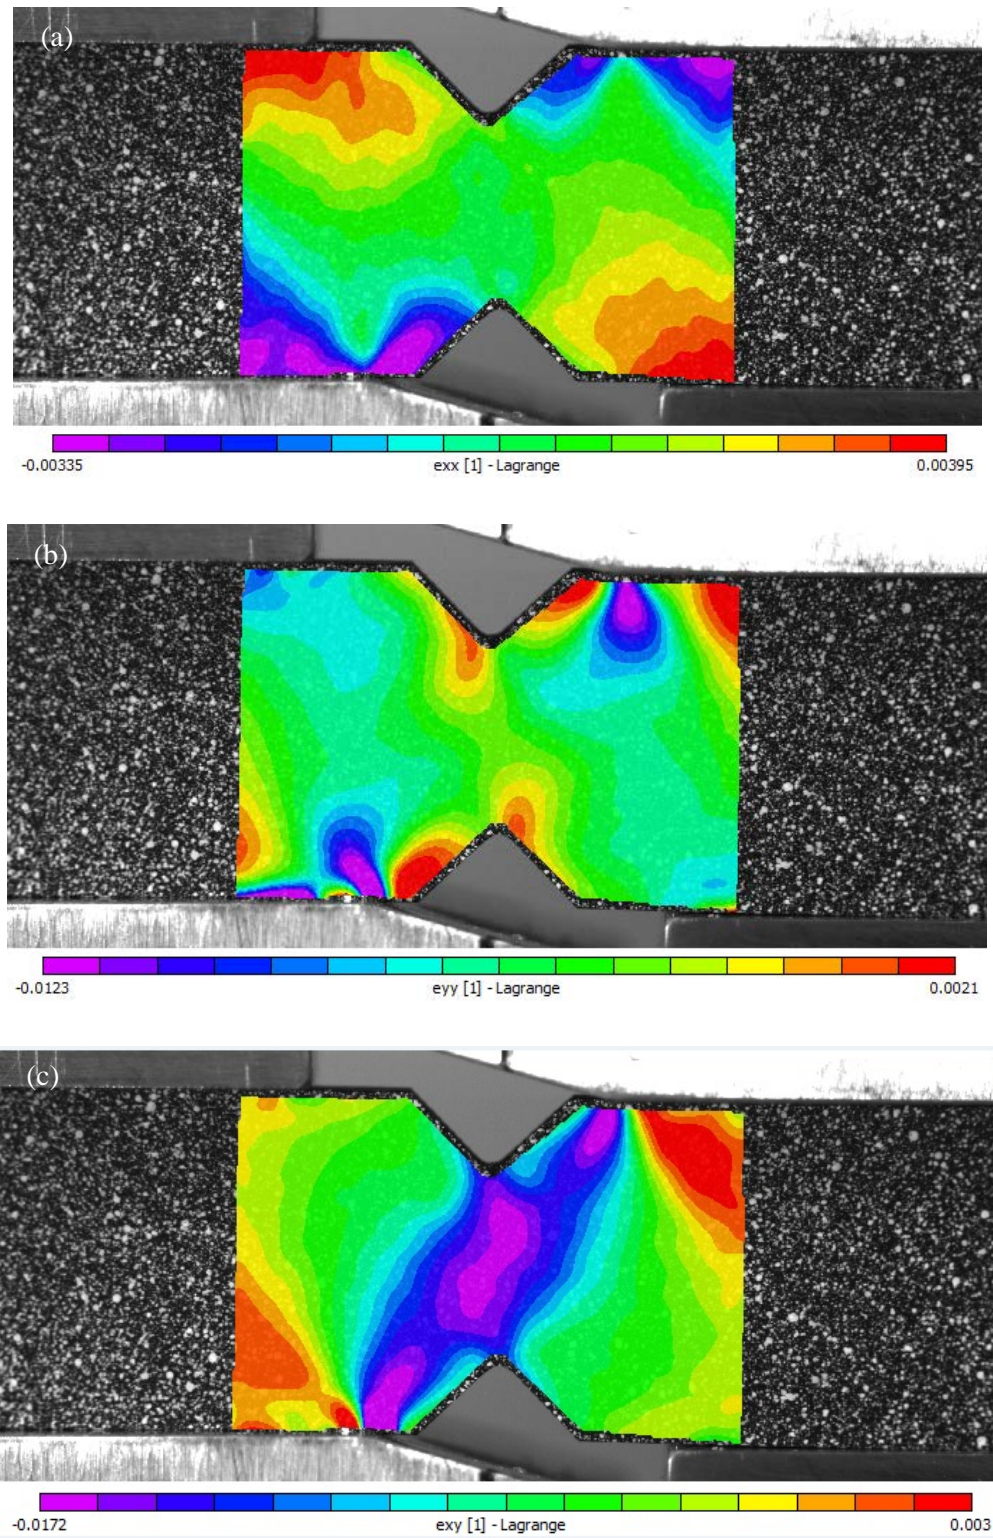 (a)
-0.00335 exx [1] - Lagrange 0.00395
(b)
-0.0123 eyy [1] - Lagrange 0.0021
(c)
-0.0172 exy [1] - Lagrange 0.003